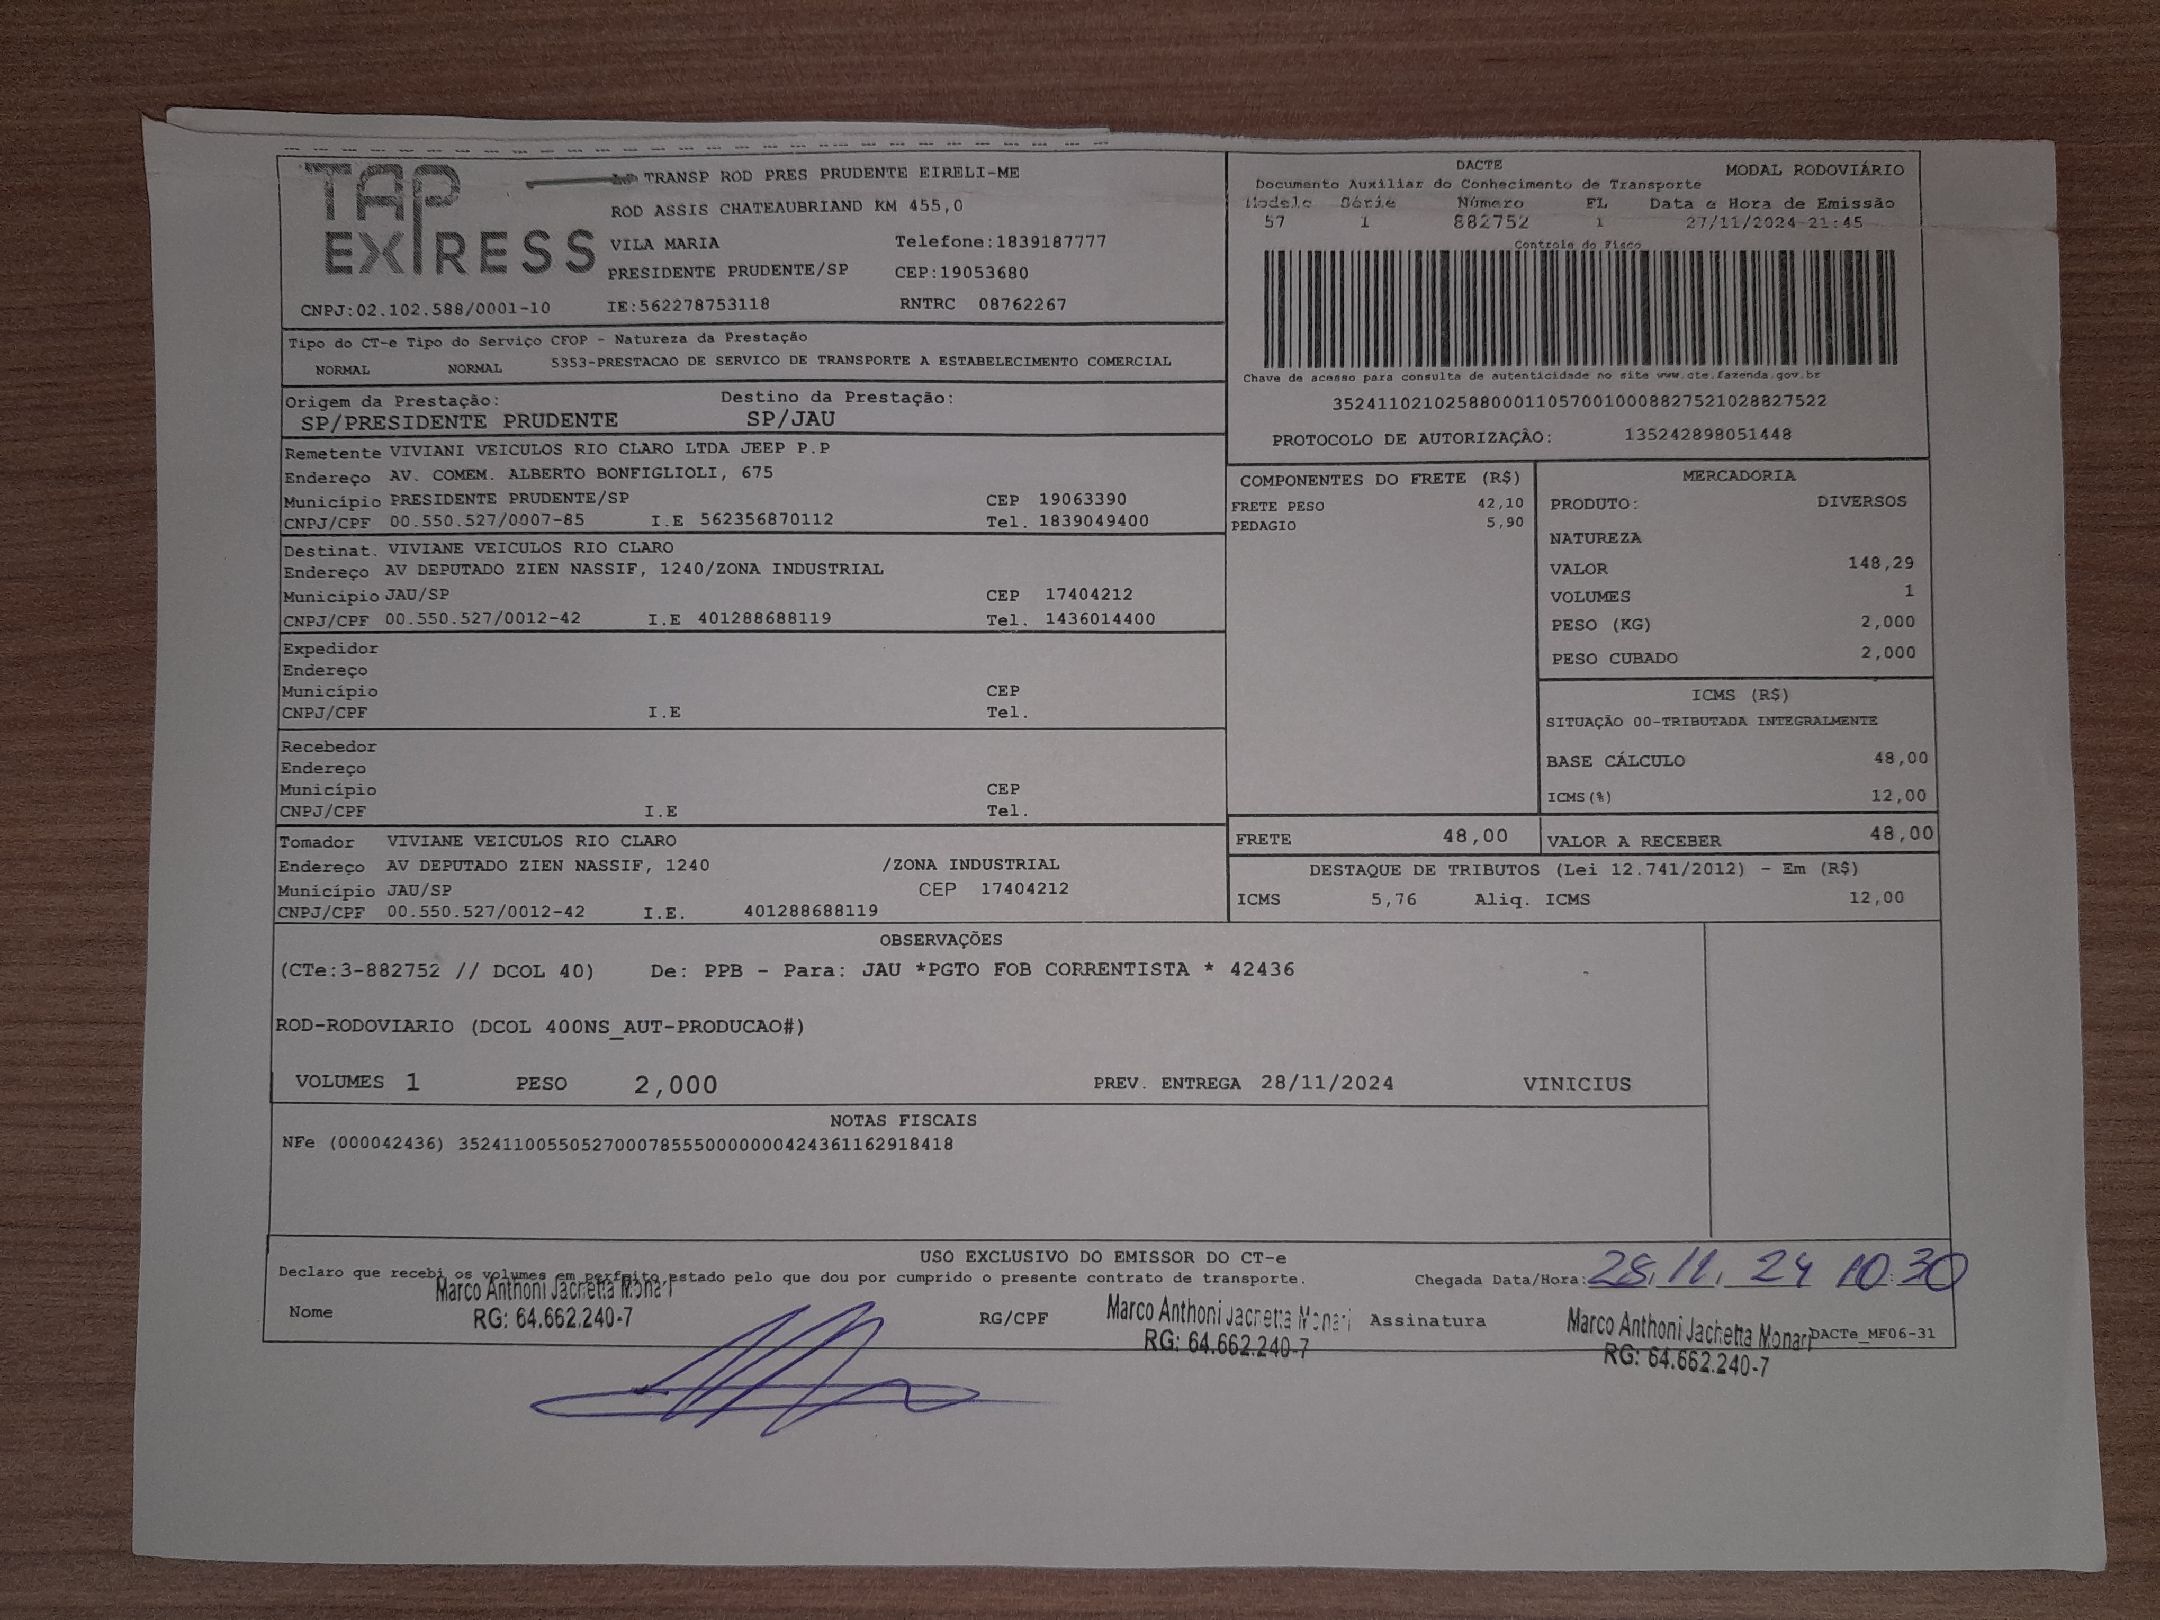 TAP EXPRESS
TRANSP ROD PRES PRUDENTE EIRELI-ME
ROD ASSIS CHATEAUBRIAND KM 455,0
VILA MARIA Telefone:1839187777
PRESIDENTE PRUDENTE/SP CEP:19053680
CNPJ:02.102.588/0001-10 IE:562278753118 RNTRC 08762267
DACTE MODAL RODOVIÁRIO
Documento Auxiliar do Conhecimento de Transporte
Modelo Série Número FL Data e Hora de Emissão
57 1 882752 1 27/11/2024-21:45
Controle do Fisco
Chave de acesso para consulta de autenticidade no site www.cte.fazenda.gov.br
35241102102588000110570010008827521028827522
PROTOCOLO DE AUTORIZAÇÃO: 135242898051448
Tipo do CT-e Tipo do Serviço CFOP - Natureza da Prestação
NORMAL NORMAL 5353-PRESTACAO DE SERVICO DE TRANSPORTE A ESTABELECIMENTO COMERCIAL
Origem da Prestação: Destino da Prestação:
SP/PRESIDENTE PRUDENTE SP/JAU
Remetente VIVIANI VEICULOS RIO CLARO LTDA JEEP P.P
Endereço AV. COMEM. ALBERTO BONFIGLIOLI, 675
Município PRESIDENTE PRUDENTE/SP CEP 19063390
CNPJ/CPF 00.550.527/0007-85 I.E 562356870112 Tel. 1839049400
Destinat. VIVIANE VEICULOS RIO CLARO
Endereço AV DEPUTADO ZIEN NASSIF, 1240/ZONA INDUSTRIAL
Município JAU/SP CEP 17404212
CNPJ/CPF 00.550.527/0012-42 I.E 401288688119 Tel. 1436014400
Expedidor
Endereço
Município CEP
CNPJ/CPF I.E Tel.
Recebedor
Endereço
Município CEP
CNPJ/CPF I.E Tel.
Tomador VIVIANE VEICULOS RIO CLARO
Endereço AV DEPUTADO ZIEN NASSIF, 1240 /ZONA INDUSTRIAL
Município JAU/SP CEP 17404212
CNPJ/CPF 00.550.527/0012-42 I.E. 401288688119
COMPONENTES DO FRETE (R$)
FRETE PESO 42,10
PEDAGIO 5,90
MERCADORIA
PRODUTO: DIVERSOS
NATUREZA
VALOR 148,29
VOLUMES 1
PESO (KG) 2,000
PESO CUBADO 2,000
ICMS (R$)
SITUAÇÃO 00-TRIBUTADA INTEGRALMENTE
BASE CÁLCULO 48,00
ICMS(%) 12,00
FRETE 48,00 VALOR A RECEBER 48,00
DESTAQUE DE TRIBUTOS (Lei 12.741/2012) - Em (R$)
ICMS 5,76 Aliq. ICMS 12,00
OBSERVAÇÕES
(CTe:3-882752 // DCOL 40) De: PPB - Para: JAU *PGTO FOB CORRENTISTA * 42436
ROD-RODOVIARIO (DCOL 400NS_AUT-PRODUCAO#)
VOLUMES 1 PESO 2,000 PREV. ENTREGA 28/11/2024 VINICIUS
NOTAS FISCAIS
NFe (000042436) 35241100550527000785550000000424361162918418
USO EXCLUSIVO DO EMISSOR DO CT-e
Declaro que recebi os volumes em perfeito estado pelo que dou por cumprido o presente contrato de transporte. Chegada Data/Hora: 28.11.24 10:30
Nome Marco Anthoni Jachetta Monari RG/CPF Marco Anthoni Jachetta Monari Assinatura Marco Anthoni Jachetta Monari DACTe_MF06-31
RG: 64.662.240-7 RG: 64.662.240-7 RG: 64.662.240-7